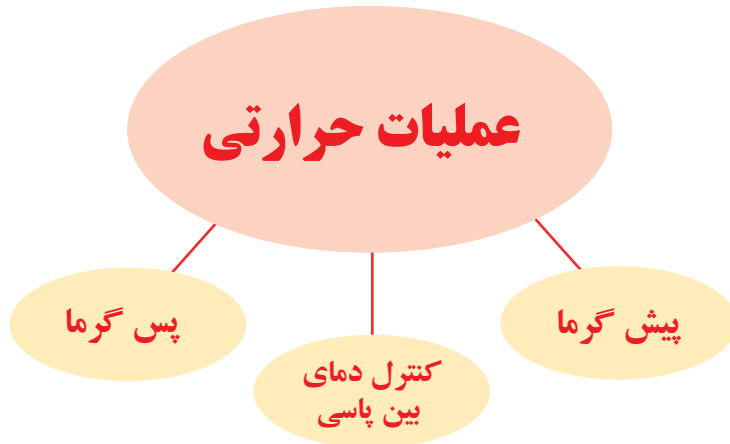 عملیات حرارتی
پیش گرما
کنترل دمای
بین پاسی
پس گرما